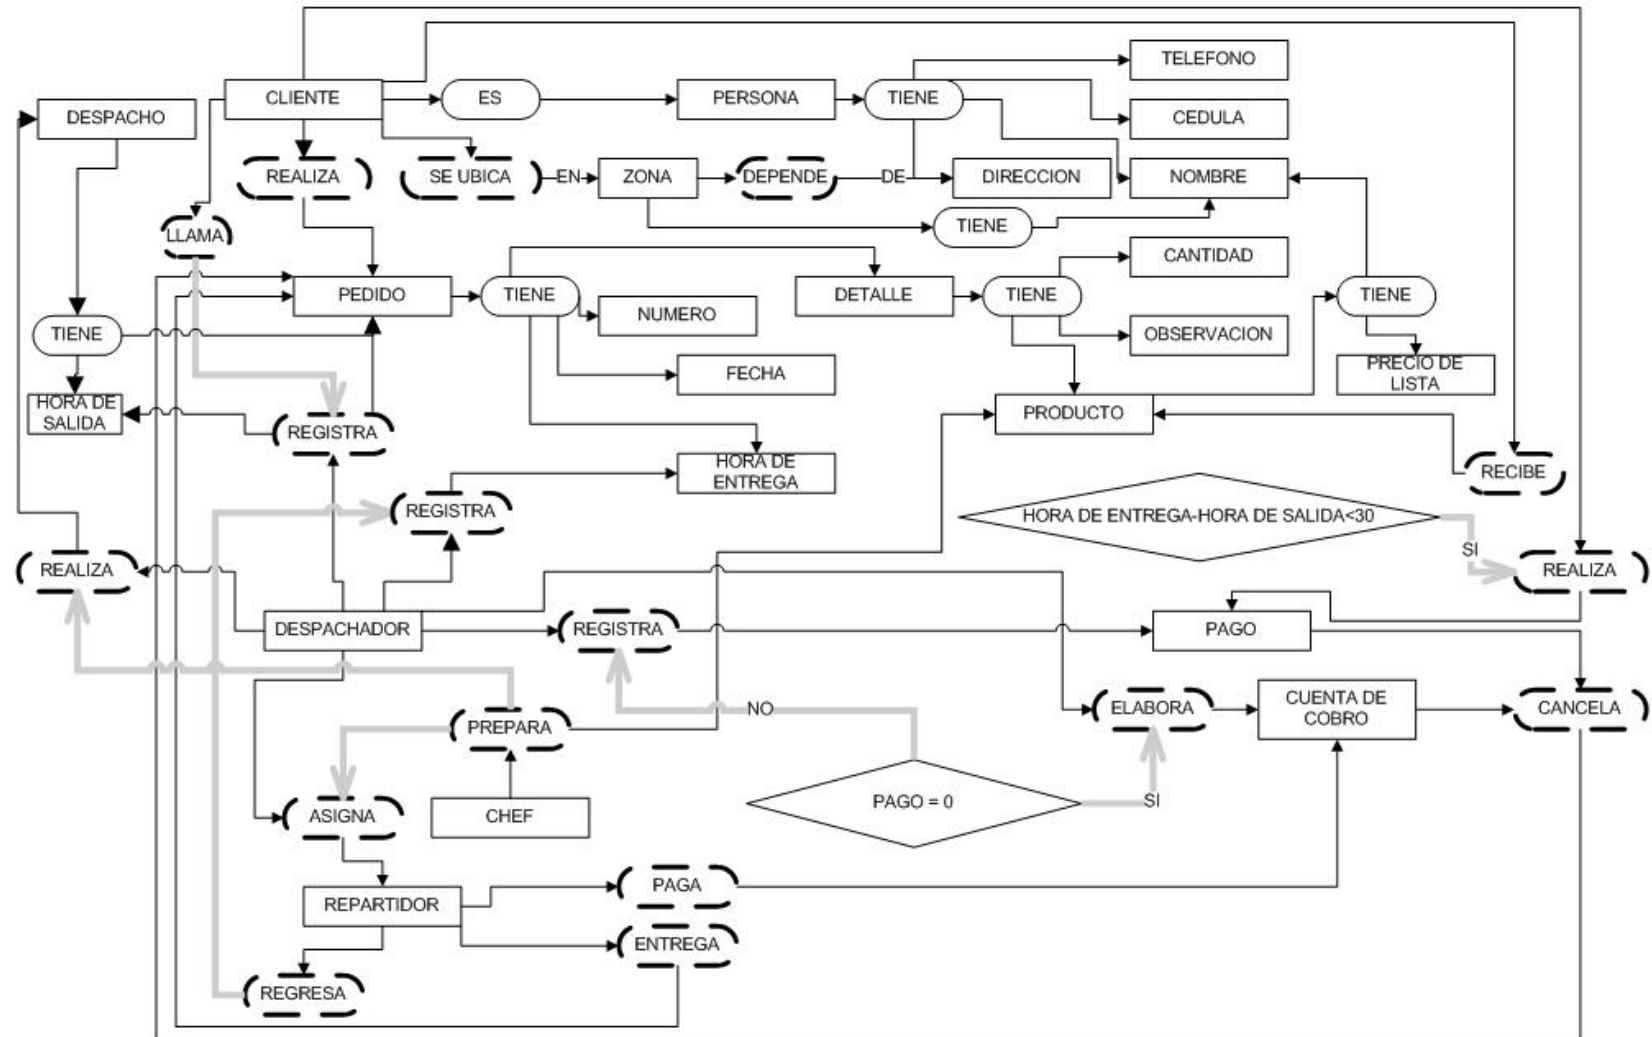 TELEFONO
CLIENTE
ES
PERSONA
TIENE
DESPACHO
CEDULA
REALIZA
SE UBICA
EN
ZONA
DEPENDE
DE
DIRECCION
NOMBRE
LLAMA
TIENE
CANTIDAD
PEDIDO
TIENE
NUMERO
DETALLE
TIENE
TIENE
TIENE
OBSERVACION
FECHA
PRECIO DE
LISTA
HORA DE
SALIDA
REGISTRA
PRODUCTO
HORA DE
ENTREGA
RECIBE
REGISTRA
HORA DE ENTREGA-HORA DE SALIDA<30
SI
REALIZA
REALIZA
DESPACHADOR
REGISTRA
PAGO
NO
PREPARA
ELABORA
CUENTA DE
COBRO
CANCELA
ASIGNA
CHEF
PAGO = 0
SI
REPARTIDOR
PAGA
ENTREGA
REGRESA